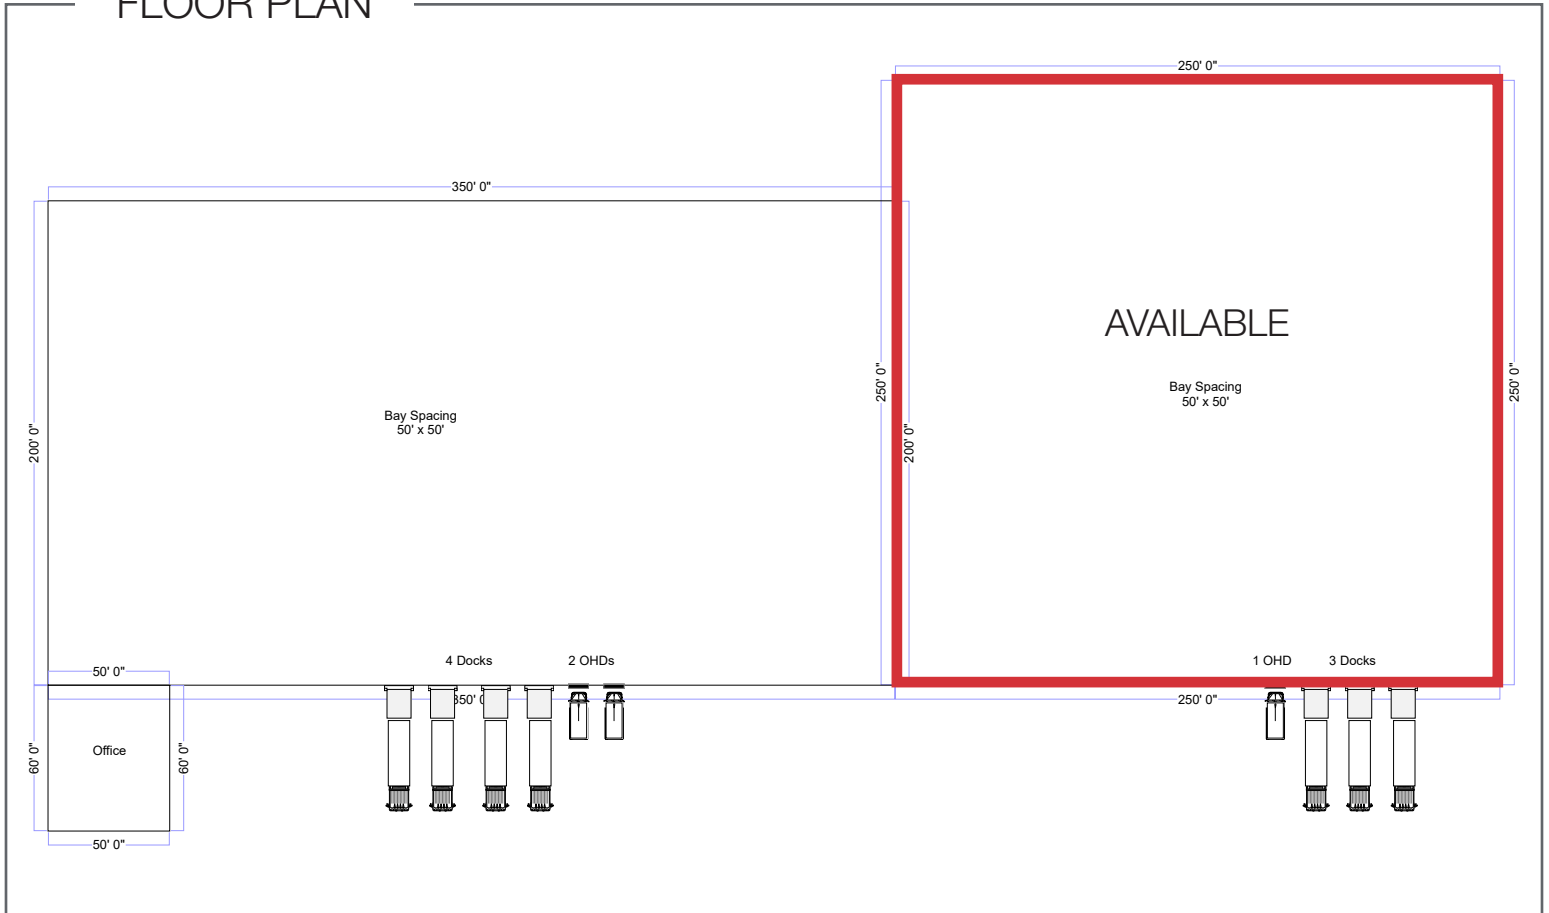 FLOOR PLAN
250' 0"
350' 0"
AVAILABLE
Bay Spacing
50' x 50'
250' 0"
250' 0"
Bay Spacing
50' x 50'
200' 0"
200' 0"
4 Docks
2 OHDs
1 OHD
3 Docks
50' 0"
350' 0"
250' 0"
Office
60' 0"
60' 0"
50' 0"